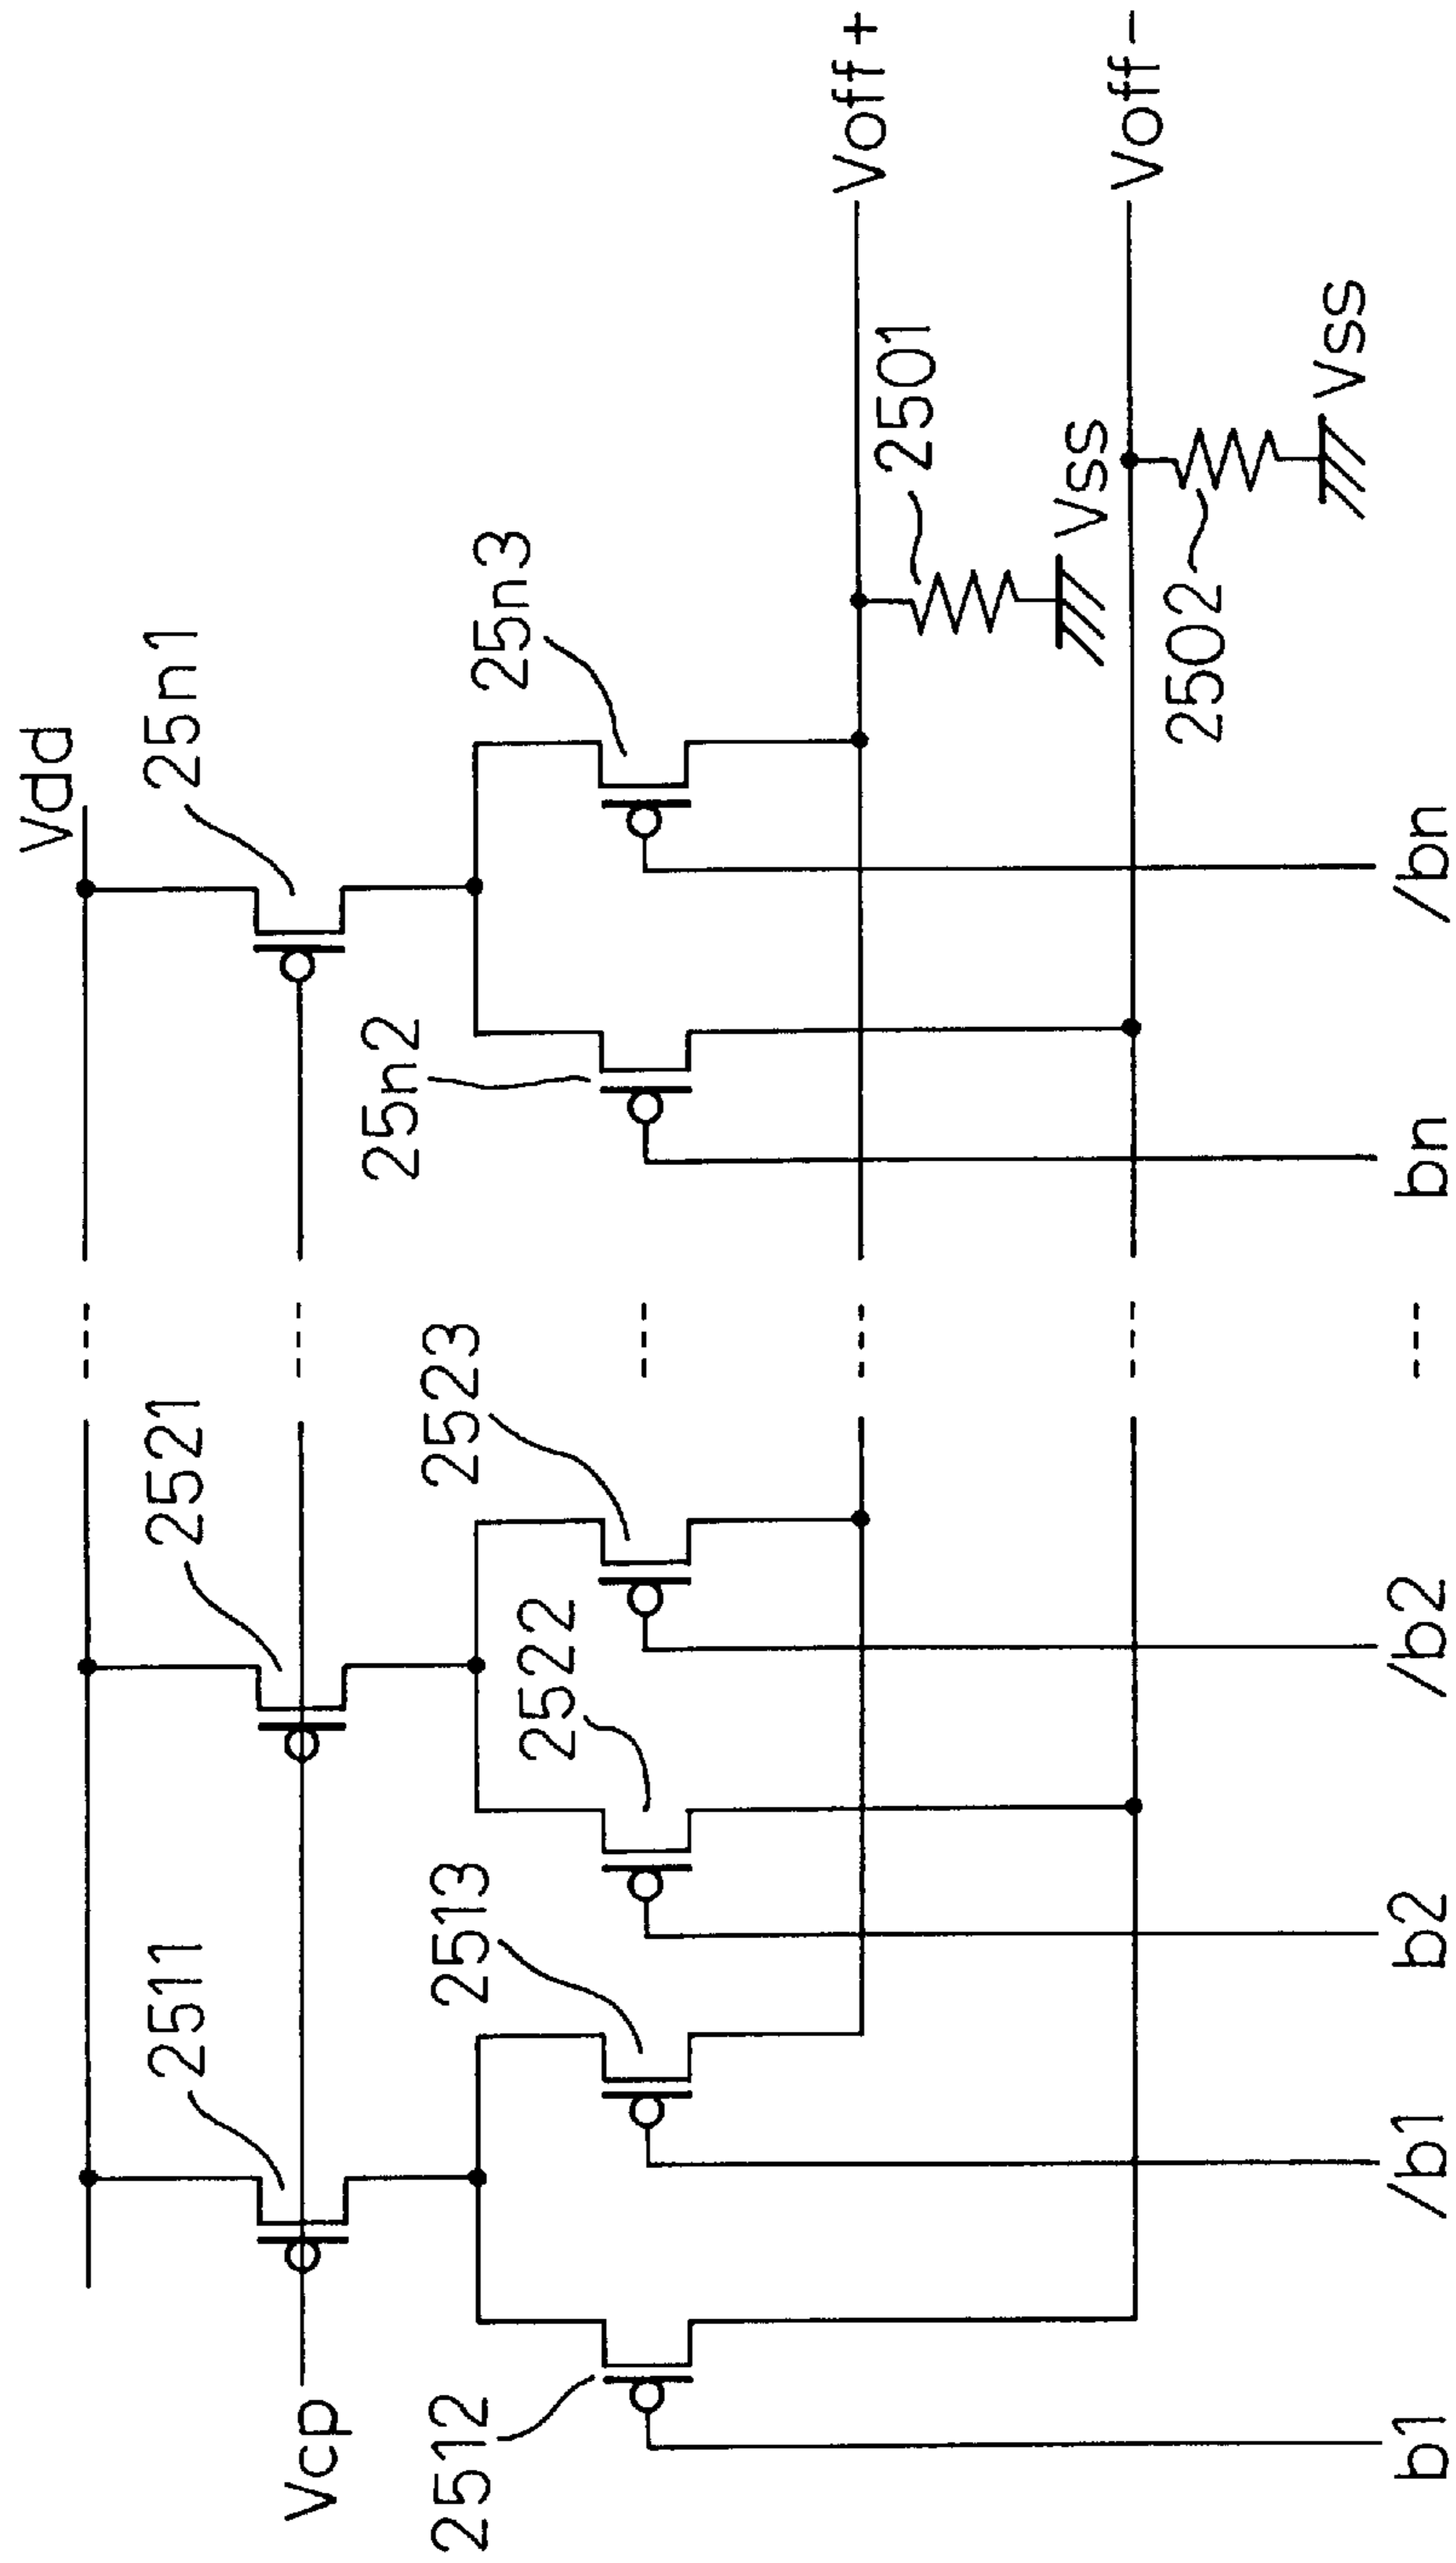 Vdd
2511
2521
25n1
Vcp
2512
2513
2522
2523
25n2
25n3
Voff+
2501
Vss
Voff-
2502
Vss
b1
/b1
b2
/b2
---
bn
/bn